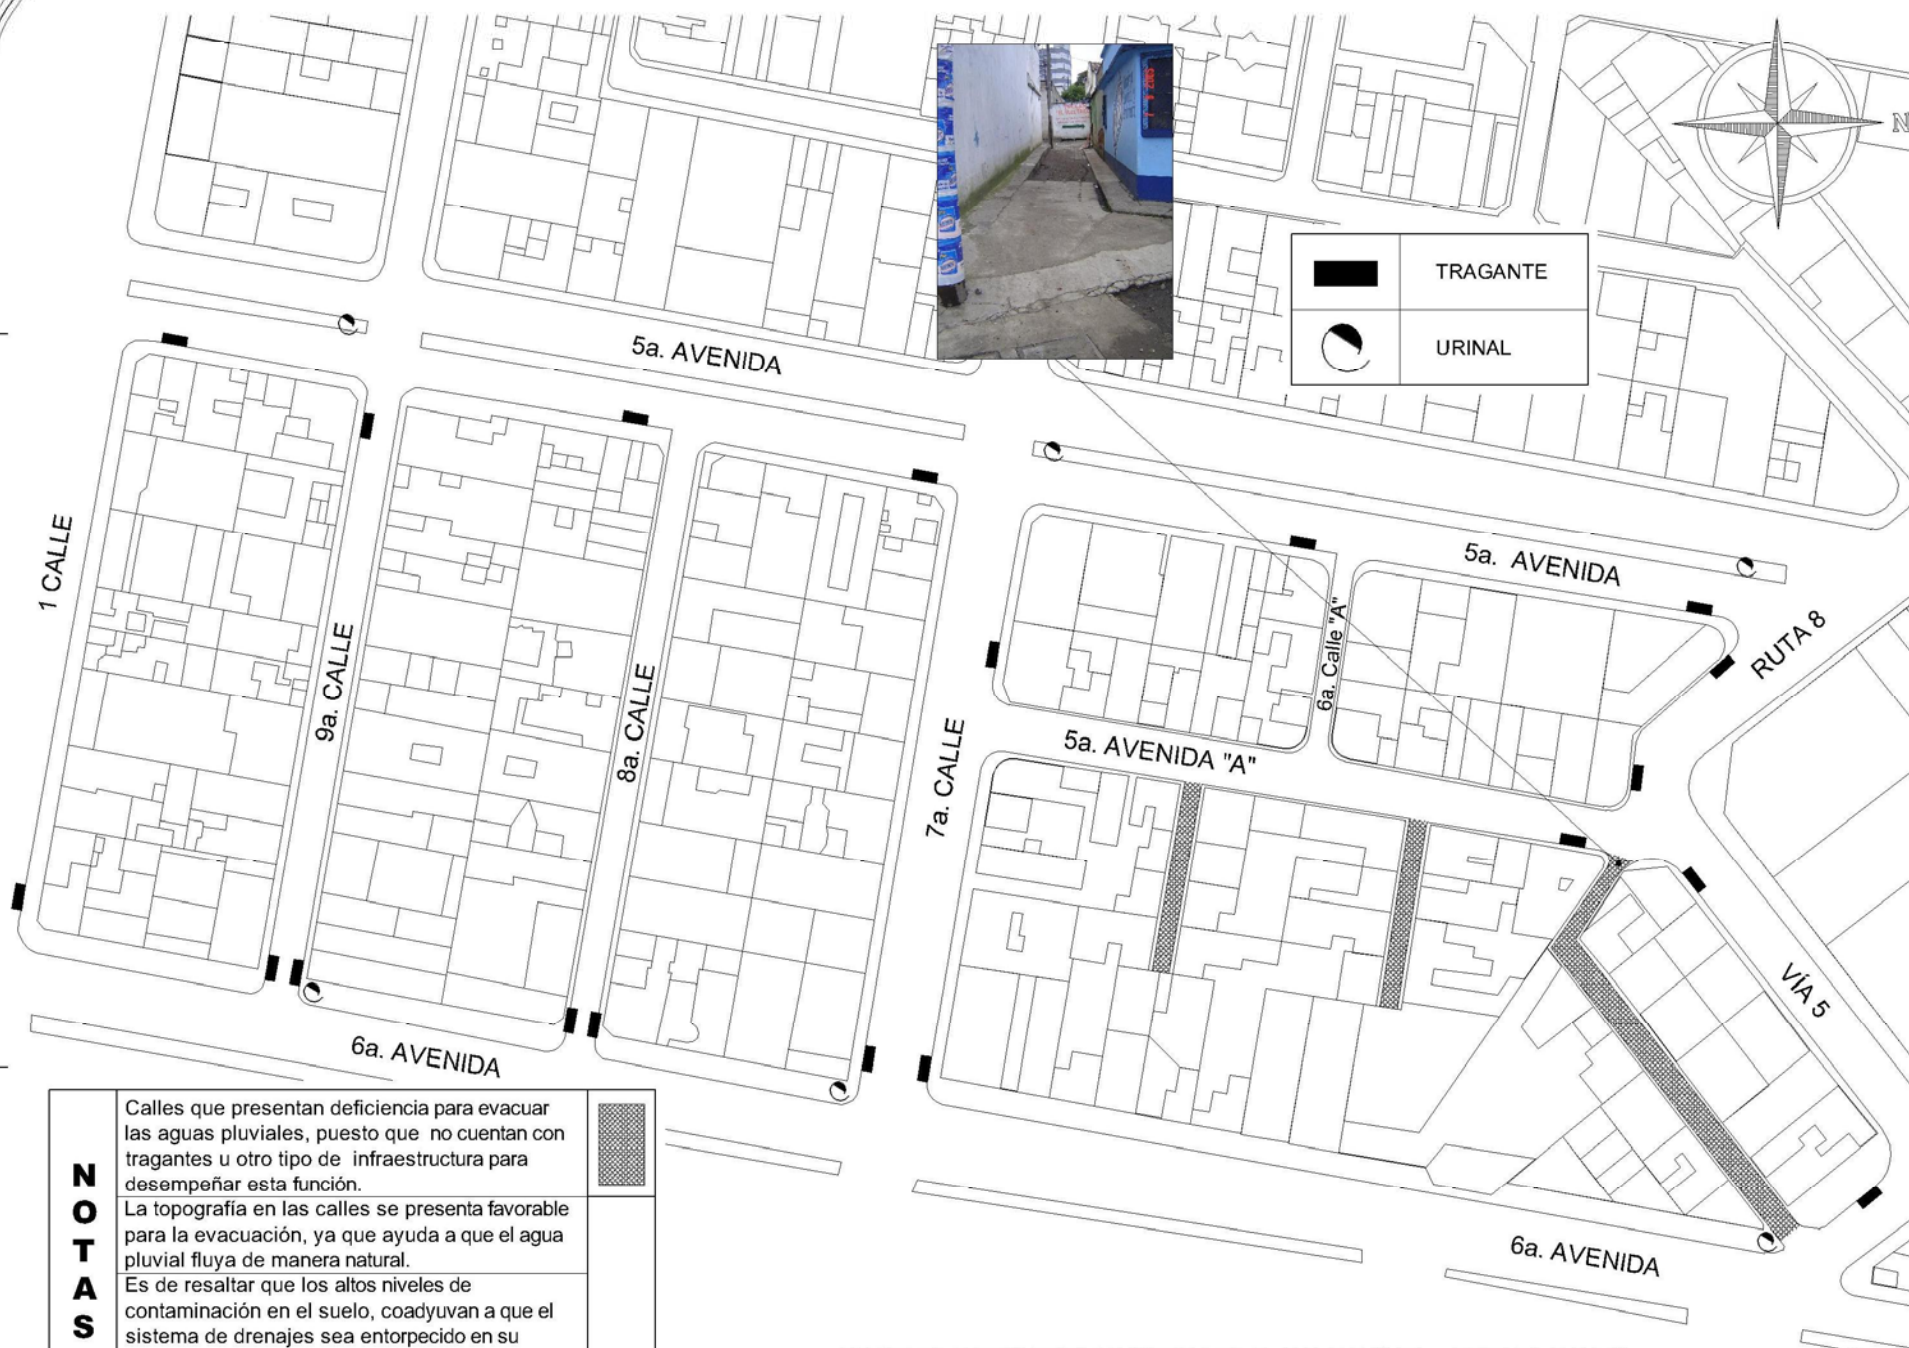 N
TRAGANTE
URINAL
5a. AVENIDA
5a. AVENIDA
1 CALLE
9a. CALLE
8a. CALLE
7a. CALLE
6a. Calle "A"
RUTA 8
5a. AVENIDA "A"
VÍA 5
6a. AVENIDA
6a. AVENIDA
NOTAS
Calles que presentan deficiencia para evacuar
las aguas pluviales, puesto que no cuentan con
tragantes u otro tipo de infraestructura para
desempeñar esta función.
La topografía en las calles se presenta favorable
para la evacuación, ya que ayuda a que el agua
pluvial fluya de manera natural.
Es de resaltar que los altos niveles de
contaminación en el suelo, coadyuvan a que el
sistema de drenajes sea entorpecido en su